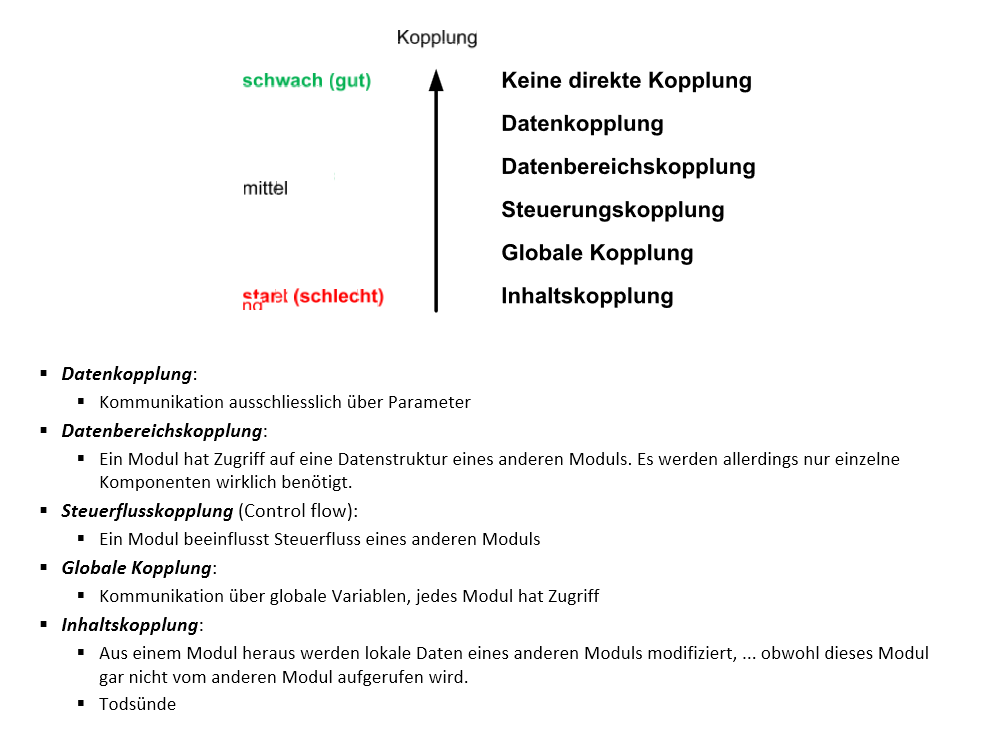 Kopplung
schwach (gut)
Keine direkte Kopplung
Datenkopplung
Datenbereichskopplung
mittel
Steuerungskopplung
Globale Kopplung
(schlecht)
Inhaltskopplung
▪ Datenkopplung:
▪ Kommunikation ausschliesslich über Parameter
▪ Datenbereichskopplung:
▪ Ein Modul hat Zugriff auf eine Datenstruktur eines anderen Moduls. Es werden allerdings nur einzelne
Komponenten wirklich benötigt.
▪ Steuerflusskopplung (Control flow):
▪ Ein Modul beeinflusst Steuerfluss eines anderen Moduls
▪ Globale Kopplung:
▪ Kommunikation über globale Variablen, jedes Modul hat Zugriff
▪ Inhaltskopplung:
▪ Aus einem Modul heraus werden lokale Daten eines anderen Moduls modifiziert, ... obwohl dieses Modul
gar nicht vom anderen Modul aufgerufen wird.
▪ Todsünde